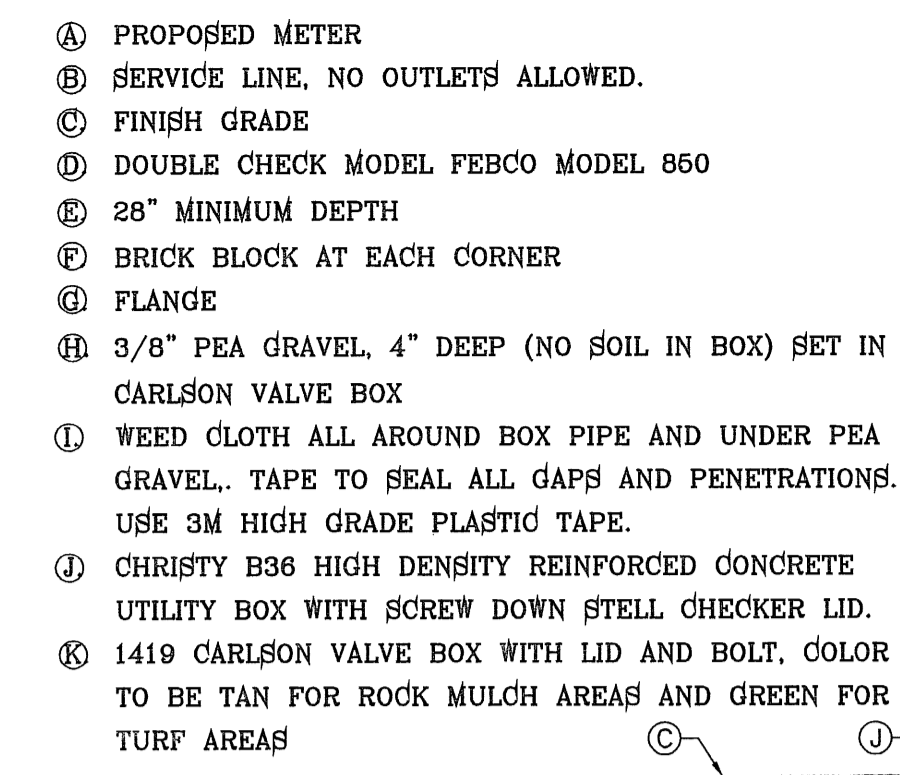 Ⓐ PROPOSED METER
Ⓑ SERVICE LINE, NO OUTLETS ALLOWED.
Ⓒ FINISH GRADE
Ⓓ DOUBLE CHECK MODEL FEBCO MODEL 850
Ⓔ 28" MINIMUM DEPTH
Ⓕ BRICK BLOCK AT EACH CORNER
Ⓖ FLANGE
Ⓗ 3/8" PEA GRAVEL, 4" DEEP (NO SOIL IN BOX) SET IN
CARLSON VALVE BOX
Ⓘ WEED CLOTH ALL AROUND BOX PIPE AND UNDER PEA
GRAVEL,. TAPE TO SEAL ALL GAPS AND PENETRATIONS.
USE 3M HIGH GRADE PLASTIC TAPE.
Ⓙ CHRISTY B36 HIGH DENSITY REINFORCED CONCRETE
UTILITY BOX WITH SCREW DOWN STELL CHECKER LID.
Ⓚ 1419 CARLSON VALVE BOX WITH LID AND BOLT, COLOR
TO BE TAN FOR ROCK MULCH AREAS AND GREEN FOR
TURF AREAS
Ⓒ Ⓙ